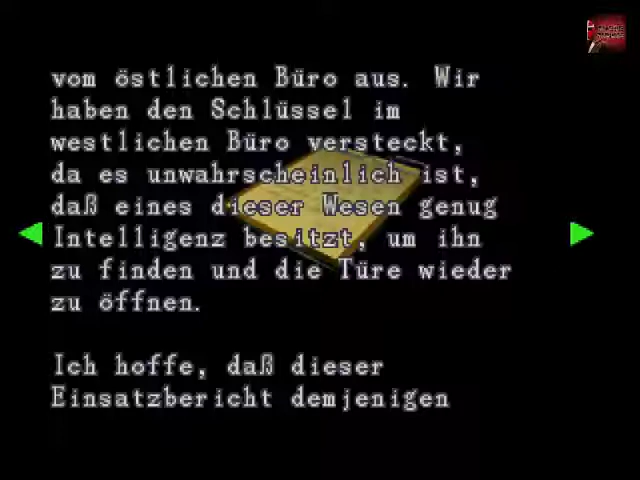 vom östlichen Büro aus. Wir
haben den Schlüssel im
westlichen Büro versteckt,
da es unwahrscheinlich ist,
daß eines dieser Wesen genug
Intelligenz besitzt, um ihn
zu finden und die Türe wieder
zu öffnen.
Ich hoffe, daß dieser
Einsatzbericht demjenigen